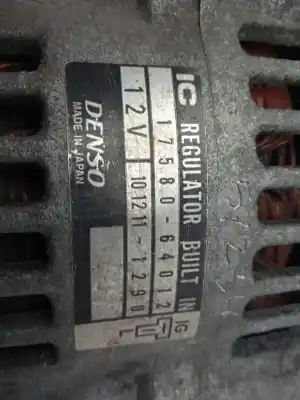 IC REGULATOR BUILT IN
17580-64012
12V 101211-1290
DENSO
MADE IN JAPAN
IG
L